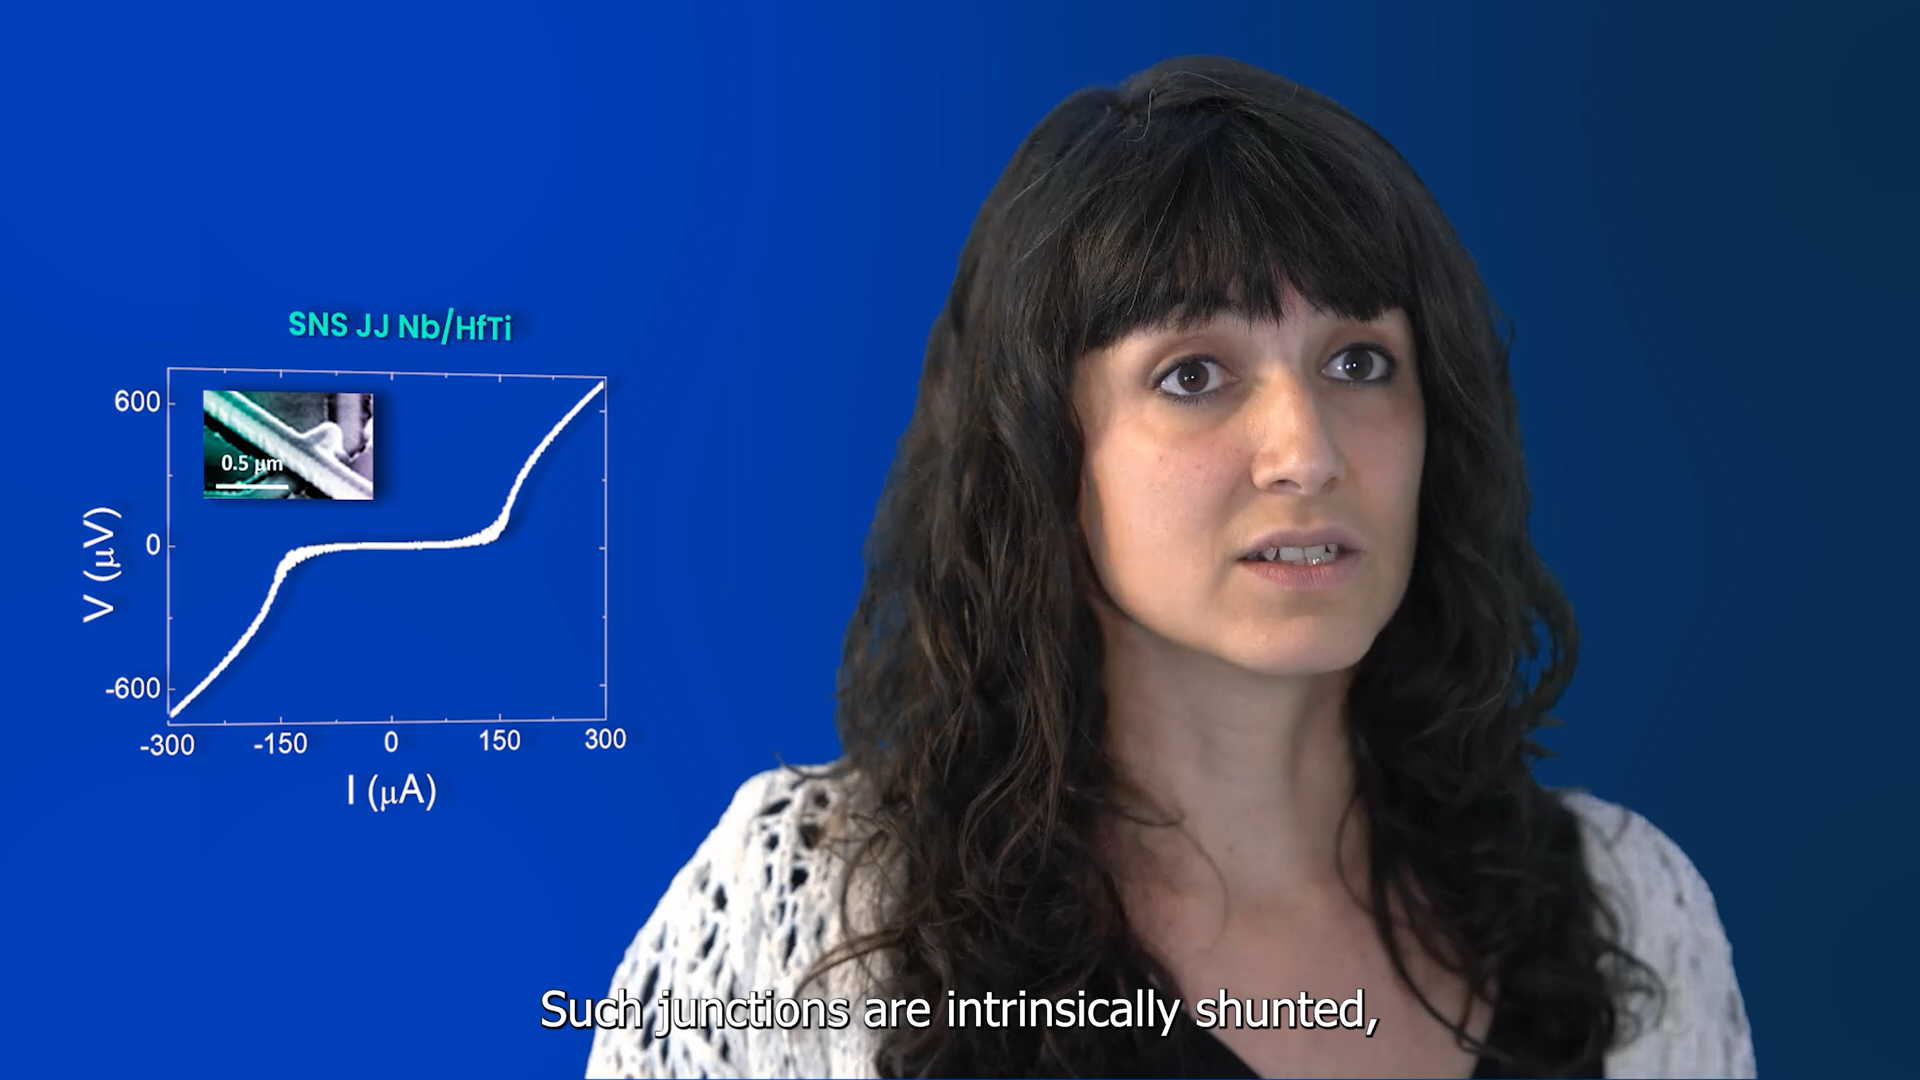 SNS JJ Nb/HfTi
600
0.5 μm
V (μV)
0
-600
-300 -150 0 150 300
I (μA)
Such junctions are intrinsically shunted,